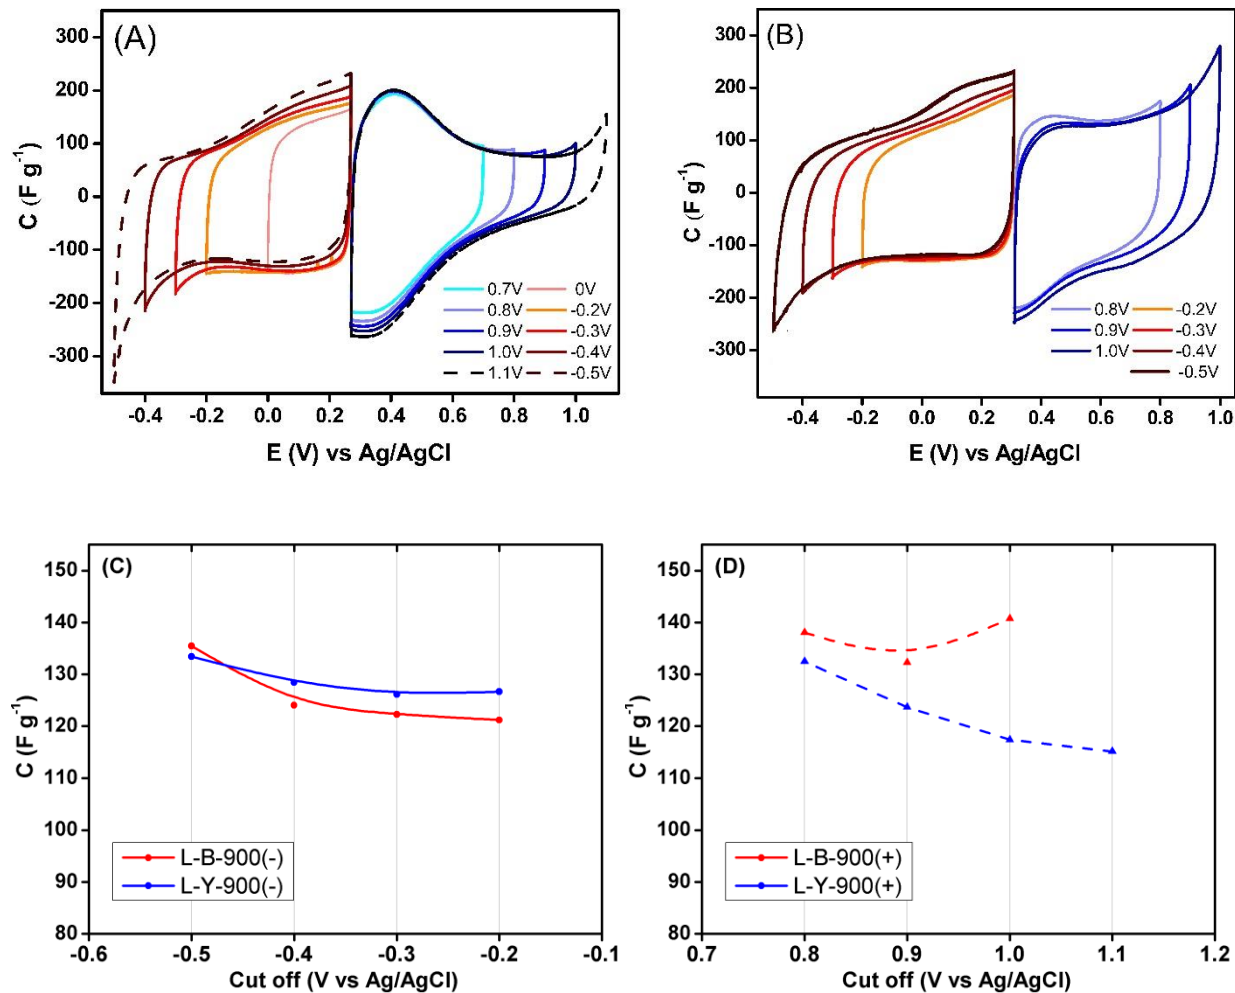 (A)
C (F g-1)
300
200
100
0
-100
-200
-300
0.7V 0V
0.8V -0.2V
0.9V -0.3V
1.0V -0.4V
1.1V -0.5V
-0.4 -0.2 0.0 0.2 0.4 0.6 0.8 1.0
E (V) vs Ag/AgCl
(B)
C (F g-1)
300
200
100
0
-100
-200
-300
0.8V -0.2V
0.9V -0.3V
1.0V -0.4V
-0.5V
-0.4 -0.2 0.0 0.2 0.4 0.6 0.8 1.0
E (V) vs Ag/AgCl
(C)
C (F g-1)
150
140
130
120
110
100
90
80
L-B-900(-)
L-Y-900(-)
-0.6 -0.5 -0.4 -0.3 -0.2 -0.1
Cut off (V vs Ag/AgCl)
(D)
C (F g-1)
150
140
130
120
110
100
90
80
L-B-900(+)
L-Y-900(+)
0.7 0.8 0.9 1.0 1.1 1.2
Cut off (V vs Ag/AgCl)